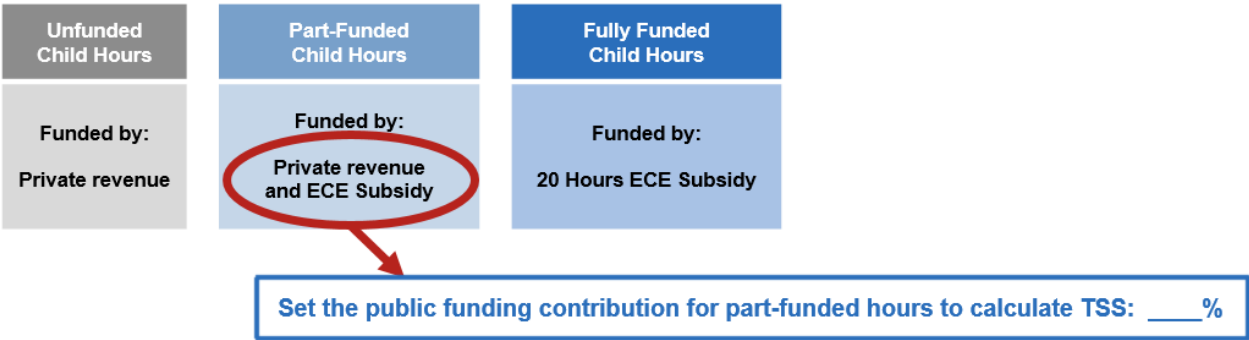 Unfunded
Child Hours
Part-Funded
Child Hours
Fully Funded
Child Hours
Funded by:
Private revenue
Funded by:
Private revenue
and ECE Subsidy
Funded by:
20 Hours ECE Subsidy
Set the public funding contribution for part-funded hours to calculate TSS: ____%